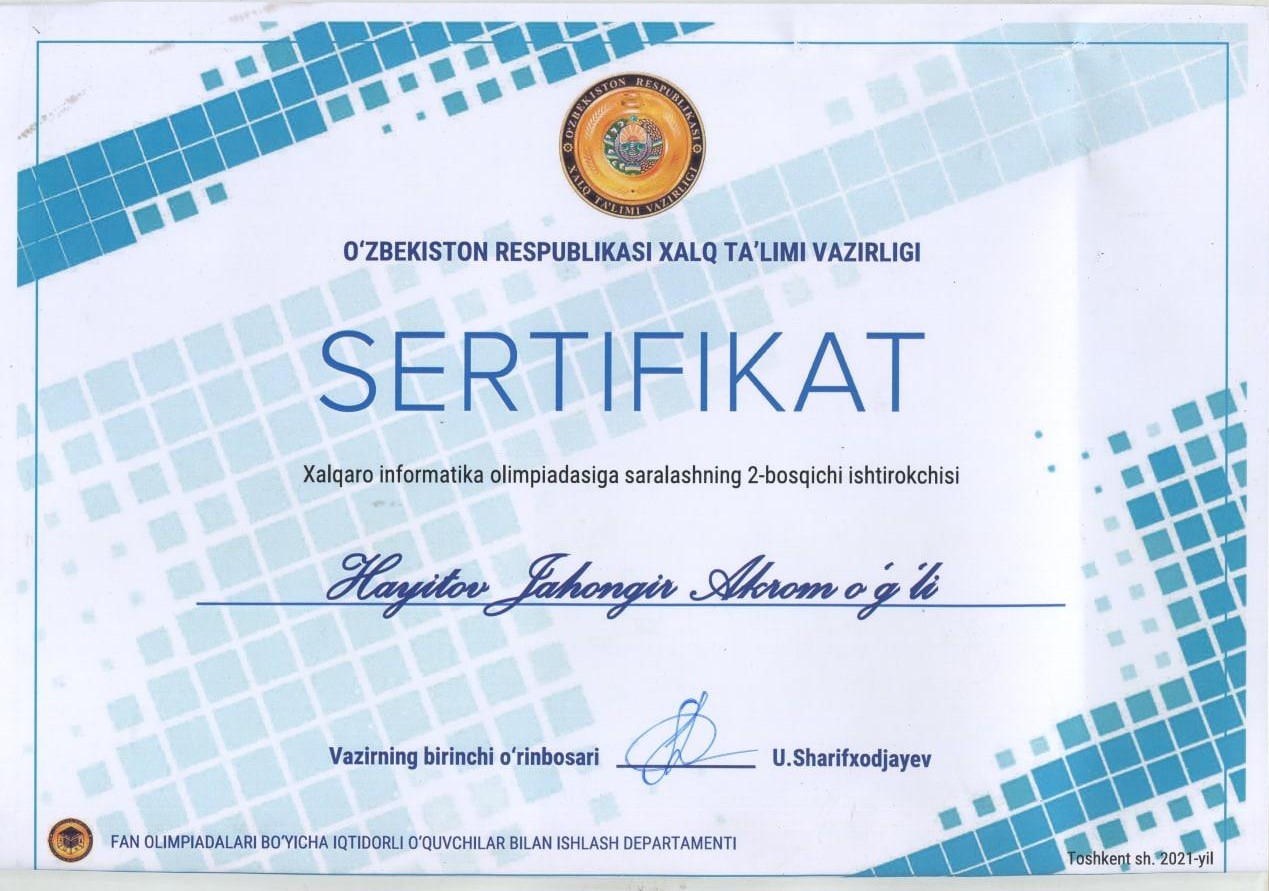 O'ZBEKISTON RESPUBLIKASI
XALQ TA'LIMI VAZIRLIGI
O‘ZBEKISTON RESPUBLIKASI XALQ TA’LIMI VAZIRLIGI
SERTIFIKAT
Xalqaro informatika olimpiadasiga saralashning 2-bosqichi ishtirokchisi
Hayitov Jahongir Akrom o'g'li
Vazirning birinchi o‘rinbosari U.Sharifxodjayev
FAN OLIMPIADALARI BO‘YICHA IQTIDORLI O‘QUVCHILAR BILAN ISHLASH DEPARTAMENTI
Toshkent sh. 2021-yil